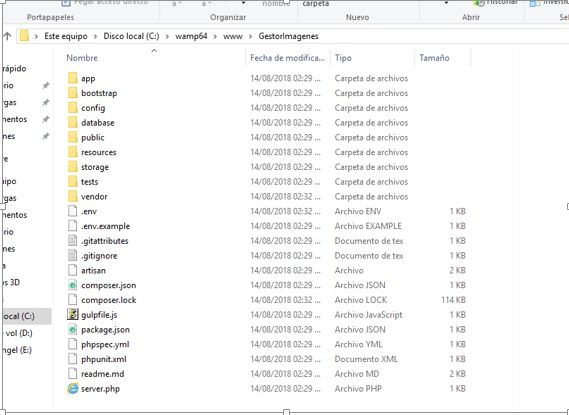 Pegar acceso directo carpeta Historial
Portapapeles Organizar Nuevo Abrir
Este equipo > Disco local (C:) > wamp64 > www > GestorImagenes
Nombre Fecha de modifica... Tipo Tamaño
rápido
app 14/08/2018 02:29 ... Carpeta de archivos
bootstrap 14/08/2018 02:29 ... Carpeta de archivos
config 14/08/2018 02:29 ... Carpeta de archivos
database 14/08/2018 02:29 ... Carpeta de archivos
public 14/08/2018 02:29 ... Carpeta de archivos
resources 14/08/2018 02:29 ... Carpeta de archivos
storage 14/08/2018 02:29 ... Carpeta de archivos
tests 14/08/2018 02:29 ... Carpeta de archivos
vendor 14/08/2018 02:32 ... Carpeta de archivos
.env 14/08/2018 02:32 ... Archivo ENV 1 KB
.env.example 14/08/2018 02:29 ... Archivo EXAMPLE 1 KB
.gitattributes 14/08/2018 02:29 ... Documento de tex 1 KB
.gitignore 14/08/2018 02:29 ... Documento de tex 1 KB
artisan 14/08/2018 02:29 ... Archivo 2 KB
composer.json 14/08/2018 02:29 ... Archivo JSON 1 KB
composer.lock 14/08/2018 02:32 ... Archivo LOCK 114 KB
gulpfile.js 14/08/2018 02:29 ... Archivo JavaScript 1 KB
package.json 14/08/2018 02:29 ... Archivo JSON 1 KB
phpspec.yml 14/08/2018 02:29 ... Archivo YML 1 KB
phpunit.xml 14/08/2018 02:29 ... Documento XML 1 KB
readme.md 14/08/2018 02:29 ... Archivo MD 2 KB
server.php 14/08/2018 02:29 ... Archivo PHP 1 KB
rio
rgas
mentos
nes
ve
uipo
rgas
mentos
rio
nes
a
os 3D
local (C:)
vol (D:)
ngel (E:)